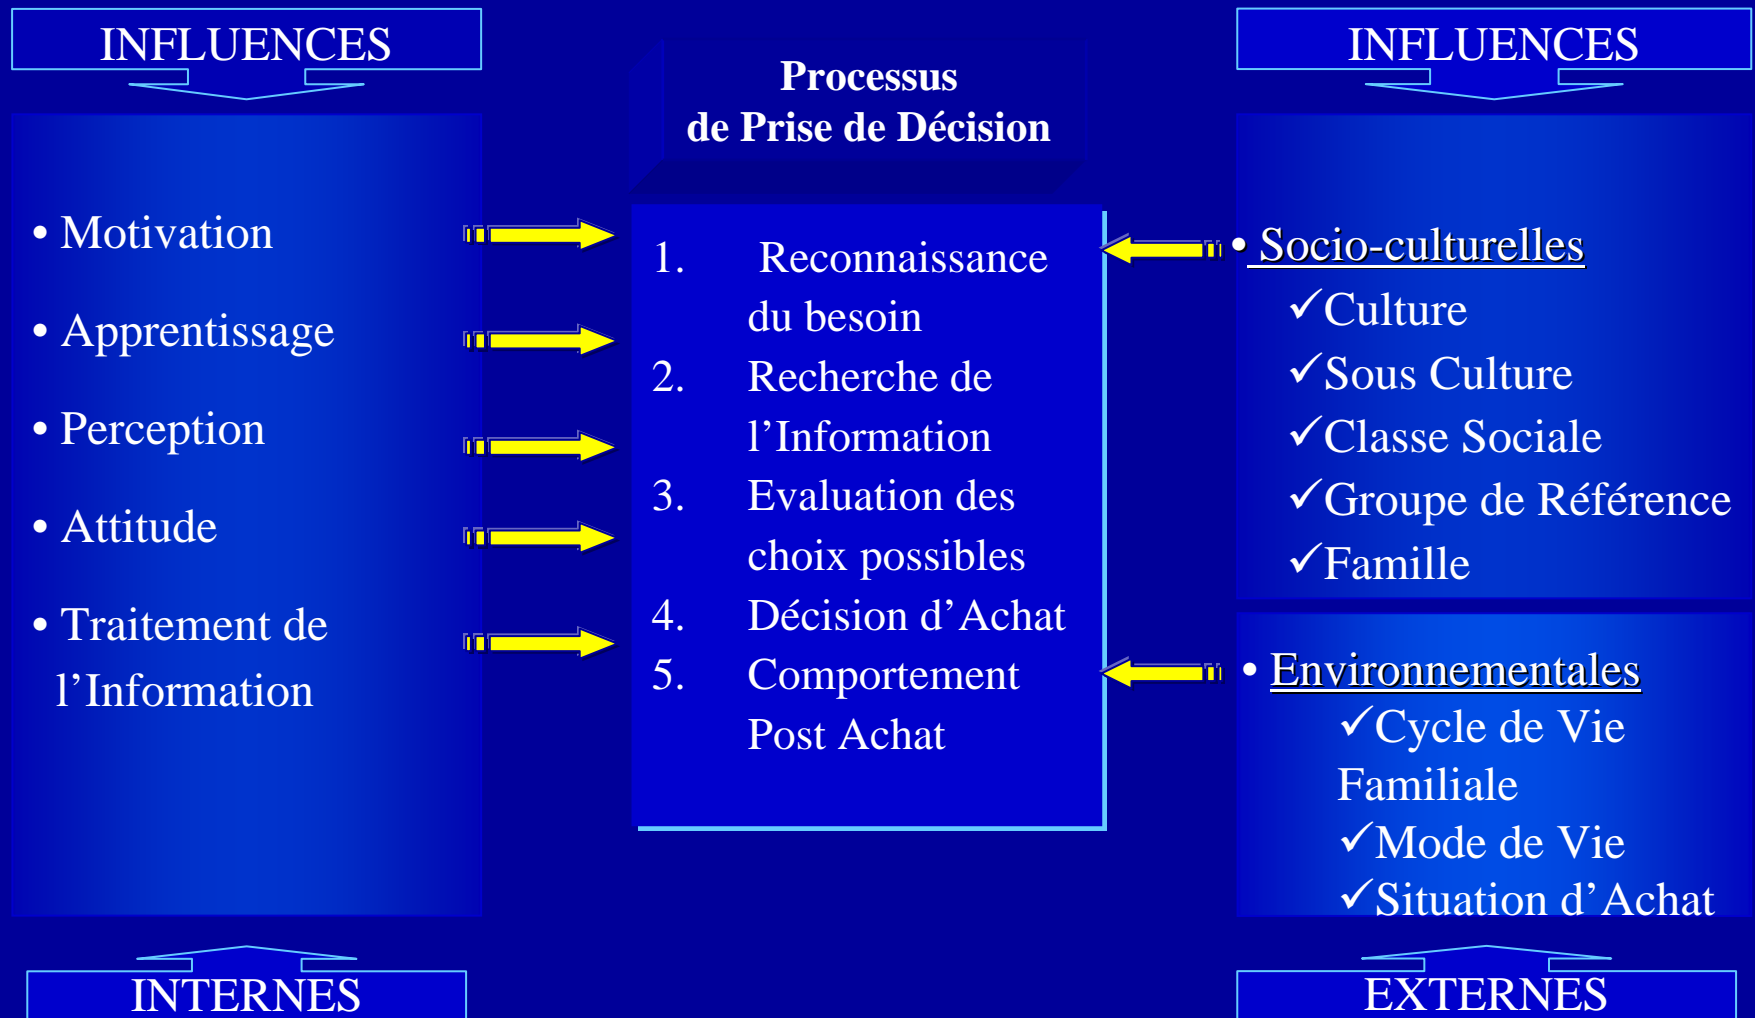 INFLUENCES
• Motivation
• Apprentissage
• Perception
• Attitude
• Traitement de
l’Information
INTERNES
Processus
de Prise de Décision
1. Reconnaissance
du besoin
2. Recherche de
l’Information
3. Evaluation des
choix possibles
4. Décision d’Achat
5. Comportement
Post Achat
INFLUENCES
• Socio-culturelles
✓Culture
✓Sous Culture
✓Classe Sociale
✓Groupe de Référence
✓Famille
• Environnementales
✓Cycle de Vie
Familiale
✓Mode de Vie
✓Situation d’Achat
EXTERNES